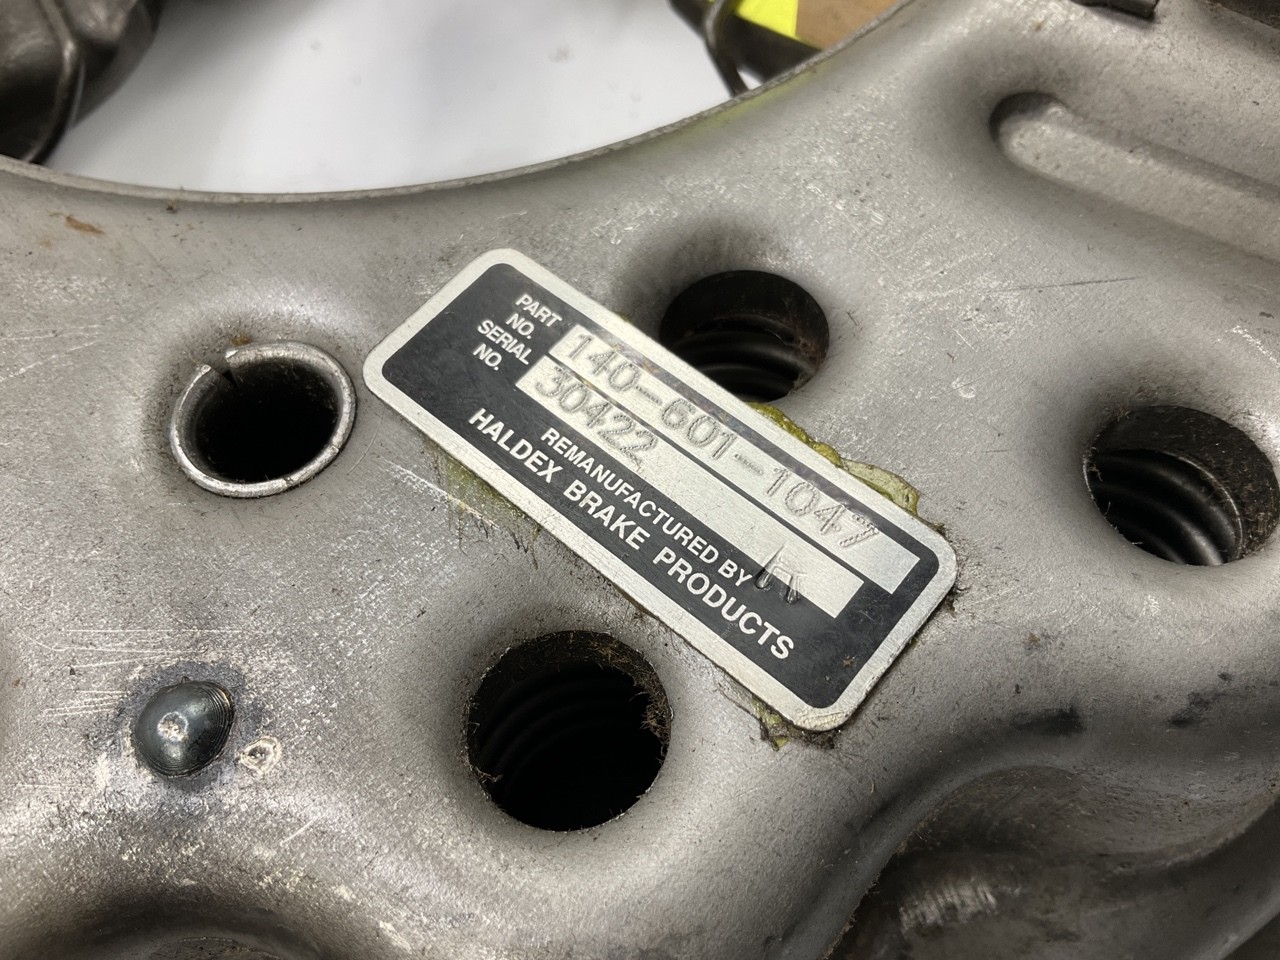 PART NO. 140-601-1047
SERIAL NO. 30422
REMANUFACTURED BY
HALDEX BRAKE PRODUCTS